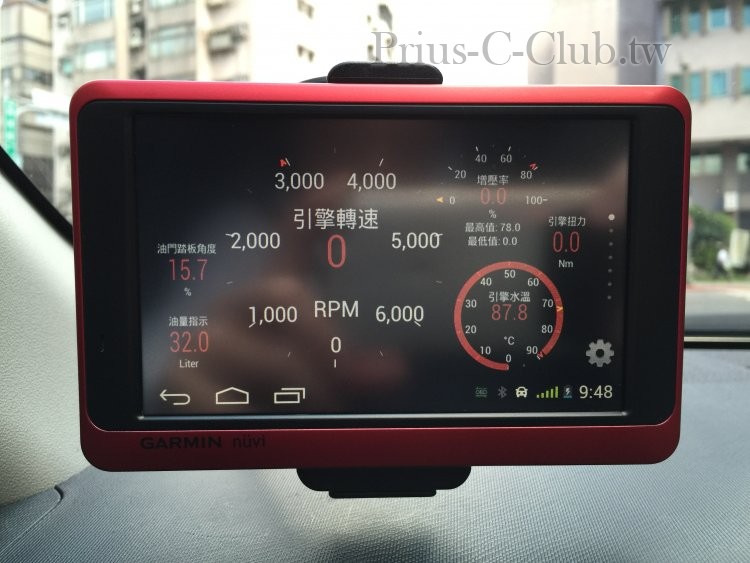 Prius-C-Club.tw
3,000 4,000
2,000 5,000
1,000 6,000
引擎轉速
0
RPM
0
油門踏板角度
15.7
%
油量指示
32.0
Liter
0 20 40 60 80 100
增壓率
0.0
%
最高值: 78.0
最低值: 0.0
引擎扭力
0.0
Nm
0 10 20 30 40 50 60 70 80 90
引擎水溫
87.8
°C
9:48
GARMIN nüvi